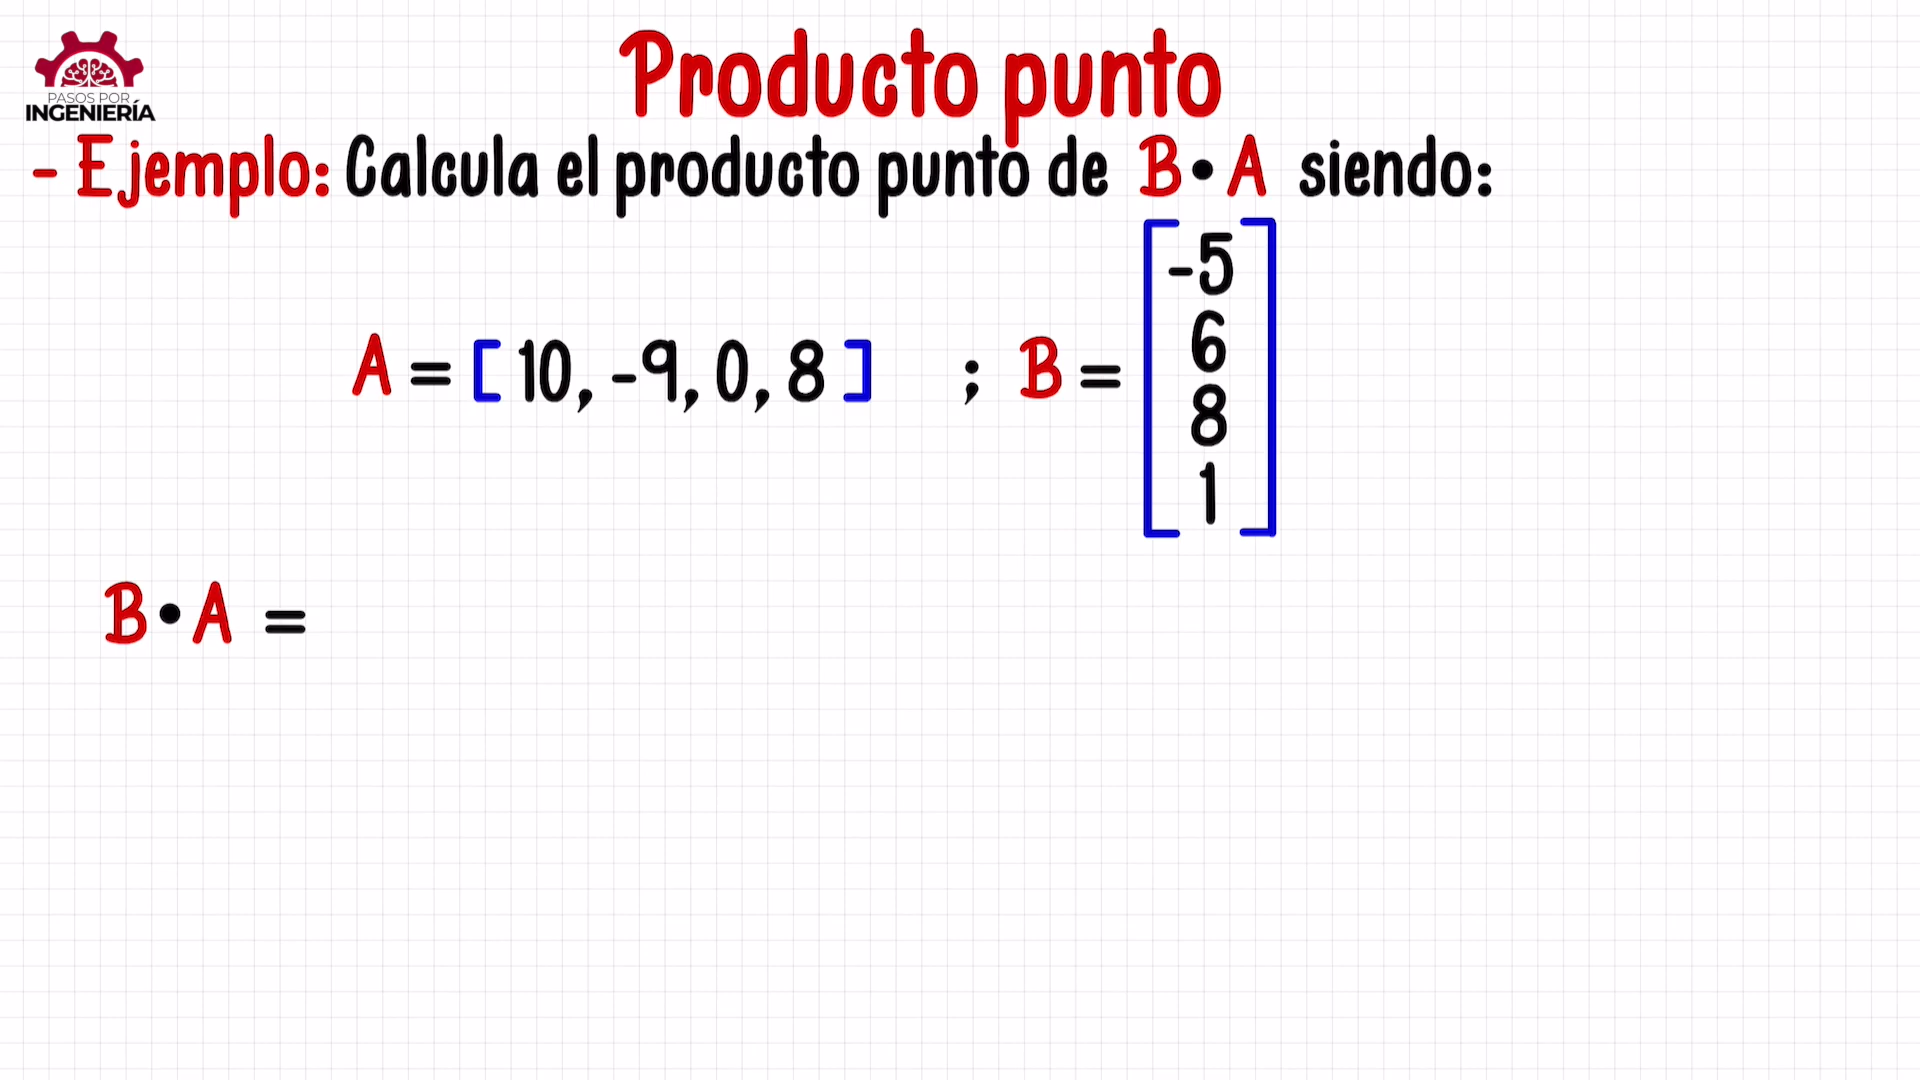 PASOS POR
INGENIERÍA
Producto punto
- Ejemplo: Calcula el producto punto de B • A siendo:
A = [ 10, -9, 0, 8 ] ; B =
-5
6
8
1
B • A =